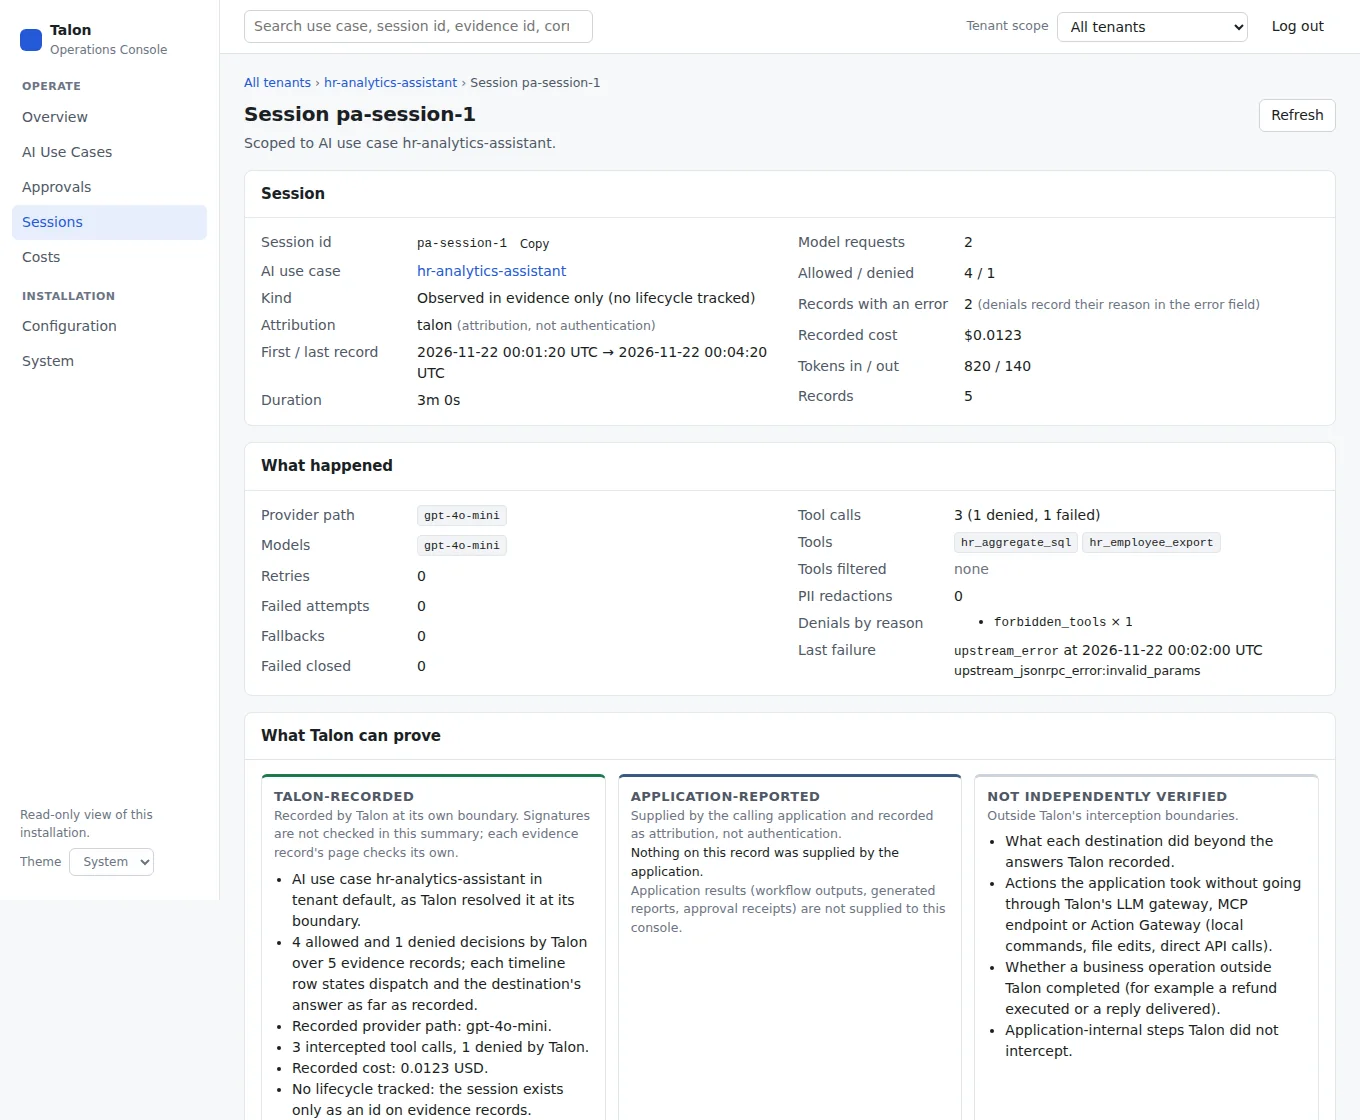 Talon
Operations Console
OPERATE
Overview
AI Use Cases
Approvals
Sessions
Costs
INSTALLATION
Configuration
System
Read-only view of this
installation.
Theme System
Search use case, session id, evidence id, corr
Tenant scope All tenants Log out
All tenants › hr-analytics-assistant › Session pa-session-1
Session pa-session-1
Refresh
Scoped to AI use case hr-analytics-assistant.
Session
Session id pa-session-1 Copy
AI use case hr-analytics-assistant
Kind Observed in evidence only (no lifecycle tracked)
Attribution talon (attribution, not authentication)
First / last record 2026-11-22 00:01:20 UTC → 2026-11-22 00:04:20
UTC
Duration 3m 0s
Model requests 2
Allowed / denied 4 / 1
Records with an error 2 (denials record their reason in the error field)
Recorded cost $0.0123
Tokens in / out 820 / 140
Records 5
What happened
Provider path gpt-4o-mini
Models gpt-4o-mini
Retries 0
Failed attempts 0
Fallbacks 0
Failed closed 0
Tool calls 3 (1 denied, 1 failed)
Tools hr_aggregate_sql hr_employee_export
Tools filtered none
PII redactions 0
Denials by reason • forbidden_tools × 1
Last failure upstream_error at 2026-11-22 00:02:00 UTC
upstream_jsonrpc_error:invalid_params
What Talon can prove
TALON-RECORDED
Recorded by Talon at its own boundary. Signatures
are not checked in this summary; each evidence
record's page checks its own.
• AI use case hr-analytics-assistant in
tenant default, as Talon resolved it at its
boundary.
• 4 allowed and 1 denied decisions by Talon
over 5 evidence records; each timeline
row states dispatch and the destination's
answer as far as recorded.
• Recorded provider path: gpt-4o-mini.
• 3 intercepted tool calls, 1 denied by Talon.
• Recorded cost: 0.0123 USD.
• No lifecycle tracked: the session exists
only as an id on evidence records.
APPLICATION-REPORTED
Supplied by the calling application and recorded
as attribution, not authentication.
Nothing on this record was supplied by the
application.
Application results (workflow outputs, generated
reports, approval receipts) are not supplied to this
console.
NOT INDEPENDENTLY VERIFIED
Outside Talon's interception boundaries.
• What each destination did beyond the
answers Talon recorded.
• Actions the application took without going
through Talon's LLM gateway, MCP
endpoint or Action Gateway (local
commands, file edits, direct API calls).
• Whether a business operation outside
Talon completed (for example a refund
executed or a reply delivered).
• Application-internal steps Talon did not
intercept.